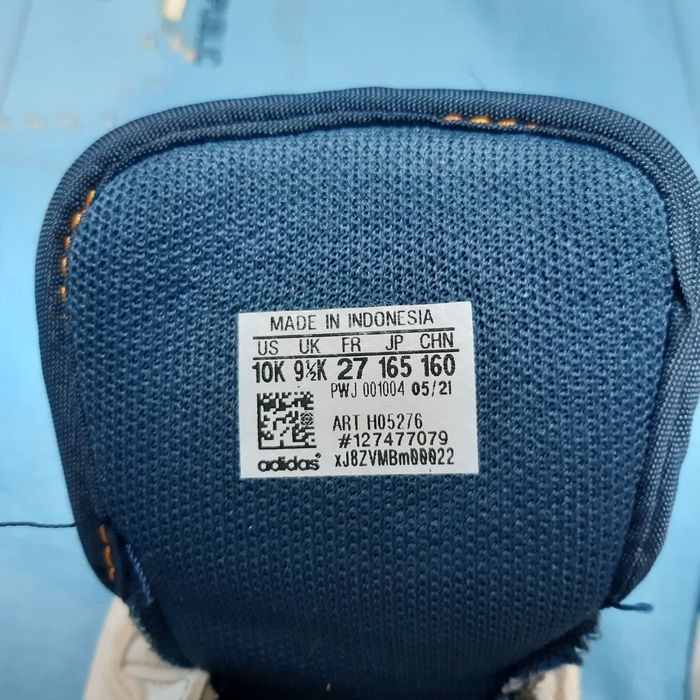 MADE IN INDONESIA
US UK FR JP CHN
10K 9½K 27 165 160
PWJ 001004 05/21
ART H05276
#127477079
adidas® xJ8ZVMBm00022